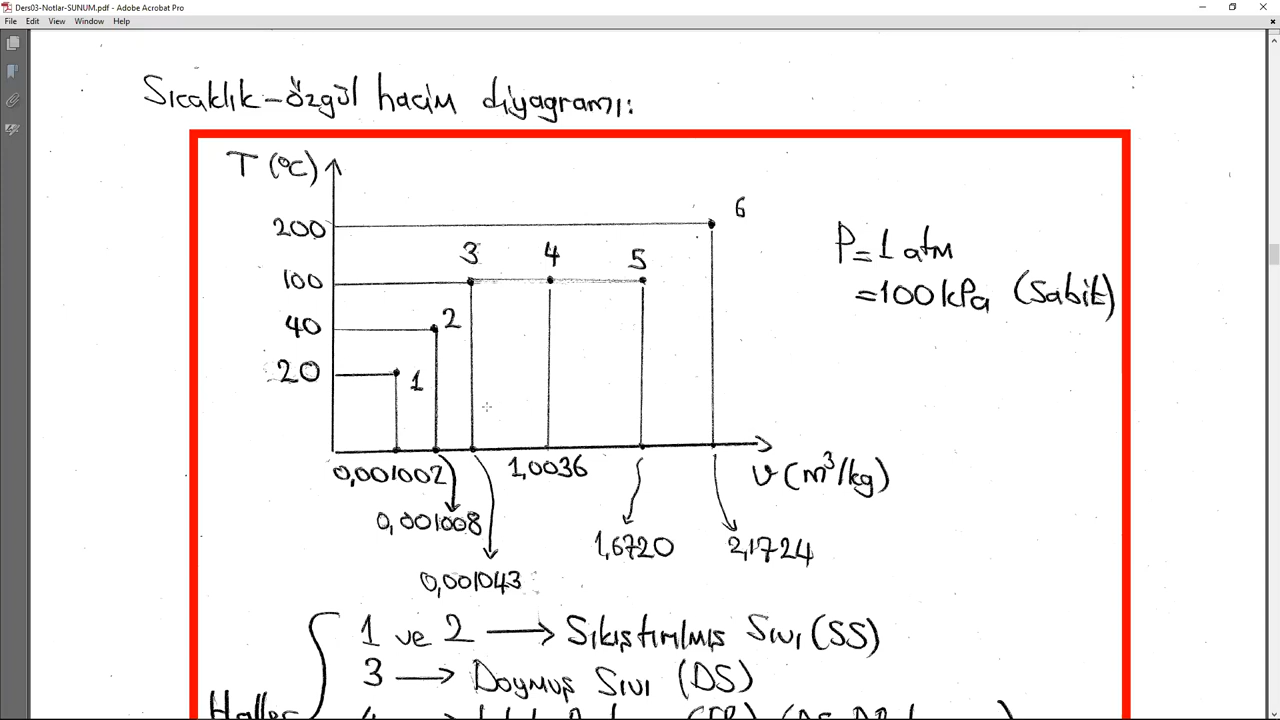 Ders03-Notlar-SUNUM.pdf - Adobe Acrobat Pro
File Edit View Window Help
Sıcaklık-özgül hacim diyagramı:
T (°C)
200
100
40
20
1
2
3
4
5
6
P=1 atm
=100 kPa (Sabit)
0,001002
0,001008
0,001043
1,0036
1,6720
2,1724
v (m³/kg)
1 ve 2 → Sıkıştırılmış Sıvı (SS)
3 → Doymuş Sıvı (DS)
Haller
4